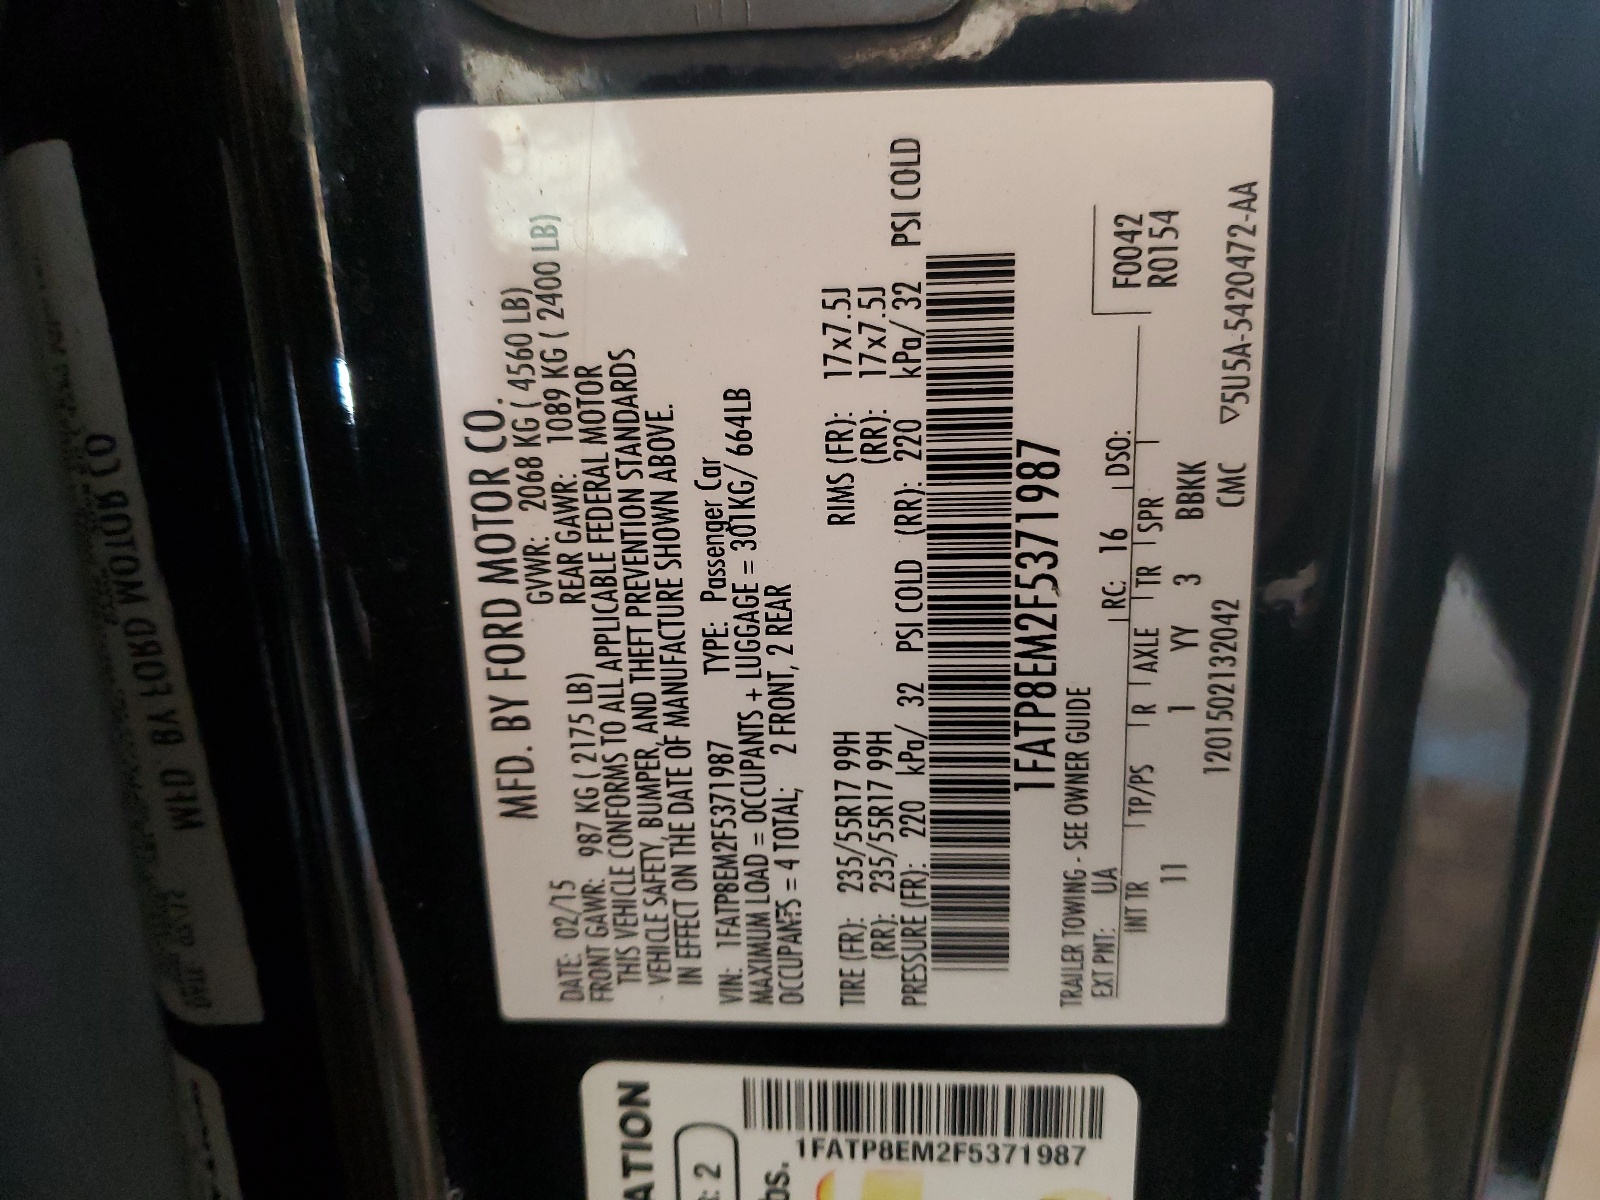 MFD. BY FORD MOTOR CO.
DATE: 02/15 GVWR: 2068 KG ( 4560 LB)
FRONT GAWR: 987 KG ( 2175 LB) REAR GAWR: 1089 KG ( 2400 LB)
THIS VEHICLE CONFORMS TO ALL APPLICABLE FEDERAL MOTOR
VEHICLE SAFETY, BUMPER, AND THEFT PREVENTION STANDARDS
IN EFFECT ON THE DATE OF MANUFACTURE SHOWN ABOVE.
VIN: 1FATP8EM2F5371987 TYPE: Passenger Car
MAXIMUM LOAD = OCCUPANTS + LUGGAGE = 301KG/ 664LB
OCCUPANTS = 4 TOTAL; 2 FRONT, 2 REAR
TIRE (FR): 235/55R17 99H RIMS (FR): 17x7.5J
(RR): 235/55R17 99H (RR): 17x7.5J
PRESSURE (FR): 220 kPa/ 32 PSI COLD (RR): 220 kPa/ 32 PSI COLD
1FATP8EM2F5371987
TRAILER TOWING - SEE OWNER GUIDE
EXT PNT: UA RC: 16 DSO: F0042
INT TR TP/PS R AXLE TR SPR R0154
11 1 YY 3 BBKK
120150213204​2 CMC ▽5U5A-5420472-AA
ATION
: 2
bs.
1FATP8EM2F5371987
MFD BY FORD MOTOR CO